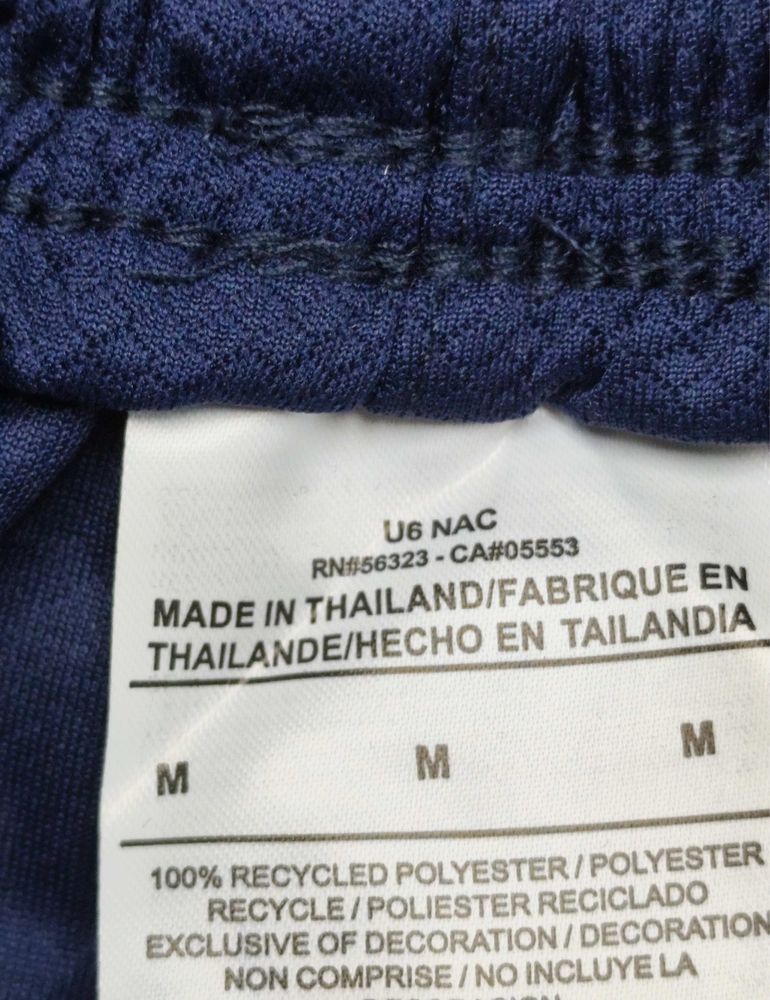 U6 NAC
RN#56323 - CA#05553
MADE IN THAILAND/FABRIQUE EN
THAILANDE/HECHO EN TAILANDIA
M M M
100% RECYCLED POLYESTER / POLYESTER
RECYCLE / POLIESTER RECICLADO
EXCLUSIVE OF DECORATION / DECORATION
NON COMPRISE / NO INCLUYE LA